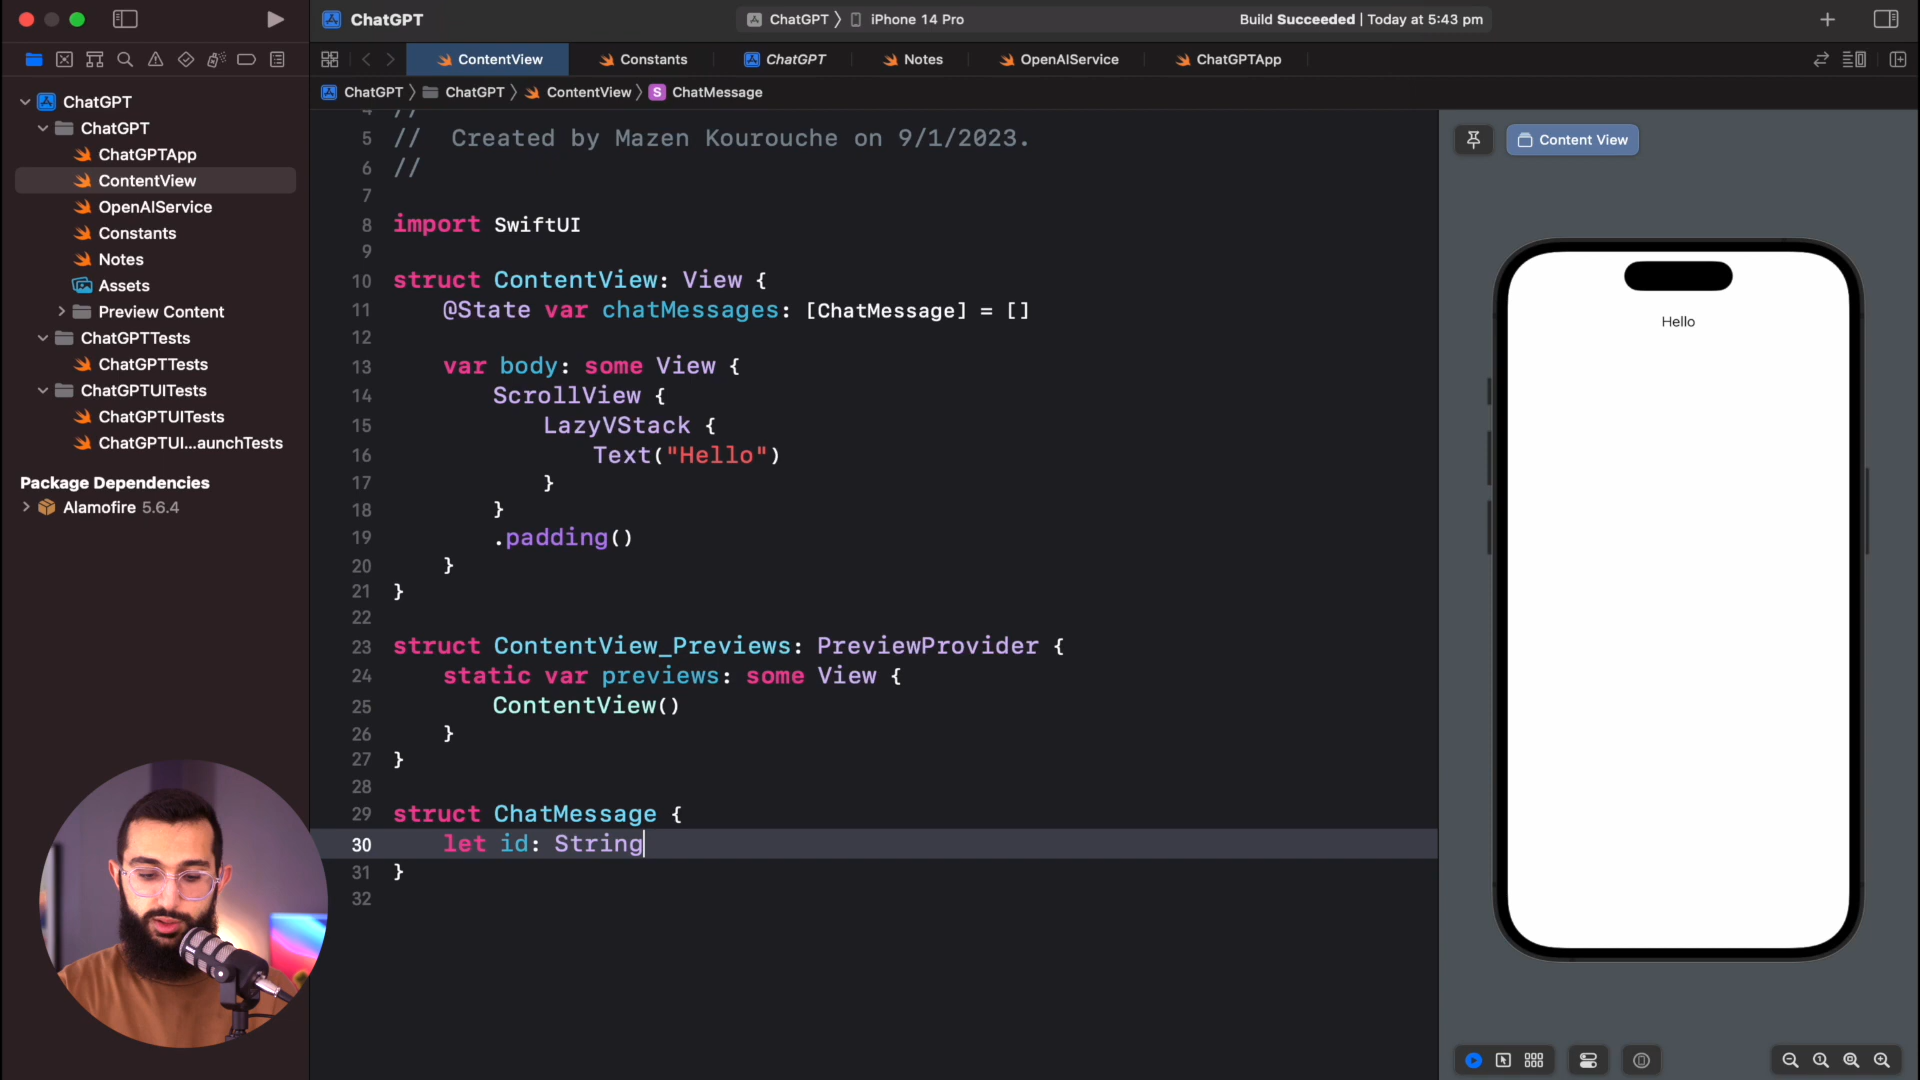 ChatGPT
ChatGPT
iPhone 14 Pro
Build Succeeded | Today at 5:43 pm
ContentView
Constants
ChatGPT
Notes
OpenAIService
ChatGPTApp
ChatGPT
ChatGPT
ContentView
S
ChatMessage
ChatGPT
ChatGPT
ChatGPTApp
ContentView
OpenAIService
Constants
Notes
Assets
Preview Content
ChatGPTTests
ChatGPTTests
ChatGPTUITests
ChatGPTUITests
ChatGPTUI...aunchTests
Package Dependencies
Alamofire 5.6.4
4 //
5 //  Created by Mazen Kourouche on 9/1/2023.
6 //
7
8 import SwiftUI
9
10 struct ContentView: View {
11     @State var chatMessages: [ChatMessage] = []
12
13     var body: some View {
14         ScrollView {
15             LazyVStack {
16                 Text("Hello")
17             }
18         }
19         .padding()
20     }
21 }
22
23 struct ContentView_Previews: PreviewProvider {
24     static var previews: some View {
25         ContentView()
26     }
27 }
28
29 struct ChatMessage {
30     let id: String
31 }
32
Content View
Hello